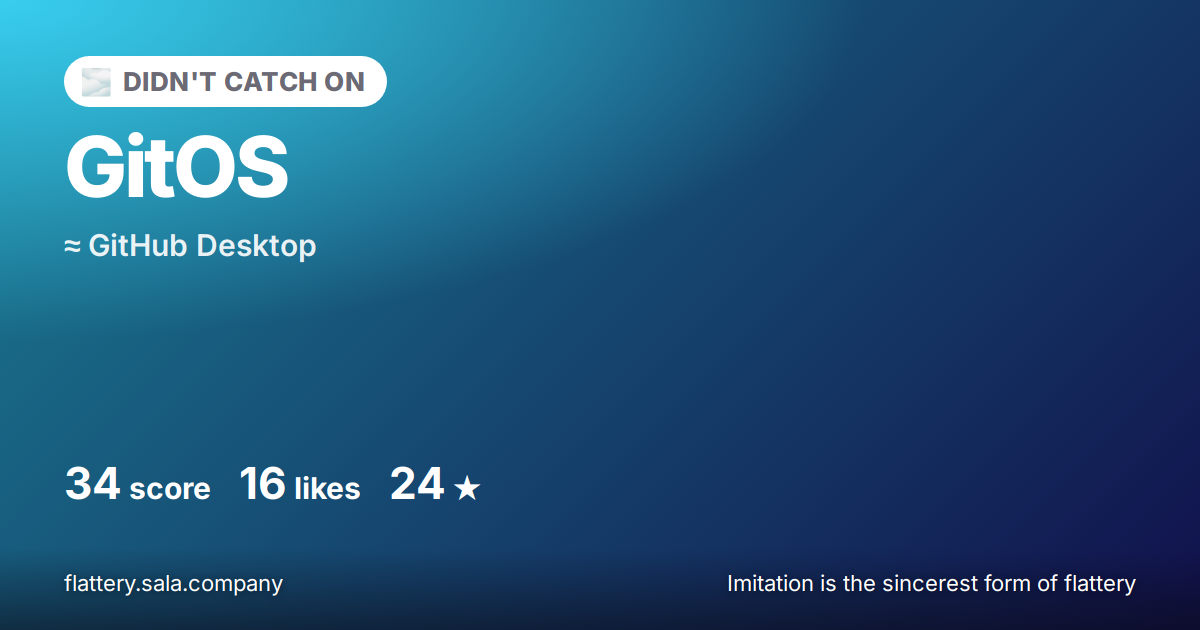 DIDN'T CATCH ON
GitOS
≈ GitHub Desktop
34 score 16 likes 24 ★
flattery.sala.company
Imitation is the sincerest form of flattery